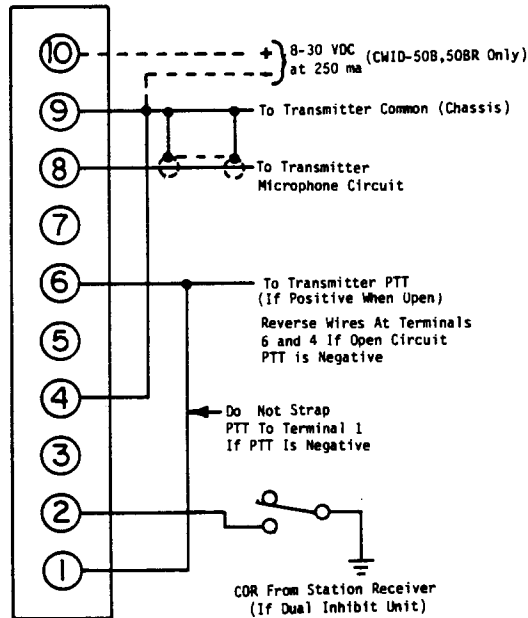 10
+
-
8-30 VDC
at 250 ma
(CWID-50B,50BR Only)
9
To Transmitter Common (Chassis)
8
To Transmitter
Microphone Circuit
7
6
To Transmitter PTT
(If Positive When Open)
Reverse Wires At Terminals
6 and 4 If Open Circuit
PTT is Negative
5
4
Do Not Strap
PTT To Terminal 1
If PTT Is Negative
3
2
1
COR From Station Receiver
(If Dual Inhibit Unit)